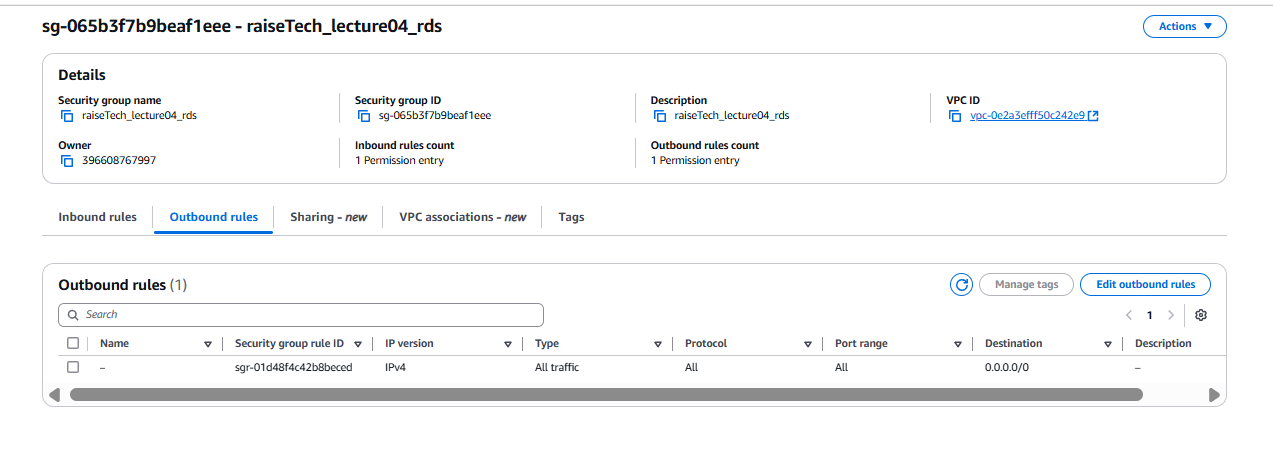 sg-065b3f7b9beaf1eee - raiseTech_lecture04_rds
Actions
Details
Security group name
raiseTech_lecture04_rds
Security group ID
sg-065b3f7b9beaf1eee
Description
raiseTech_lecture04_rds
VPC ID
vpc-0e2a3efff50c242e9
Owner
396608767997
Inbound rules count
1 Permission entry
Outbound rules count
1 Permission entry
Inbound rules
Outbound rules
Sharing - new
VPC associations - new
Tags
Outbound rules (1)
Manage tags
Edit outbound rules
Search
1
Name Security group rule ID IP version Type Protocol Port range Destination Description
– sgr-01d48f4c42b8beced IPv4 All traffic All All 0.0.0.0/0 –